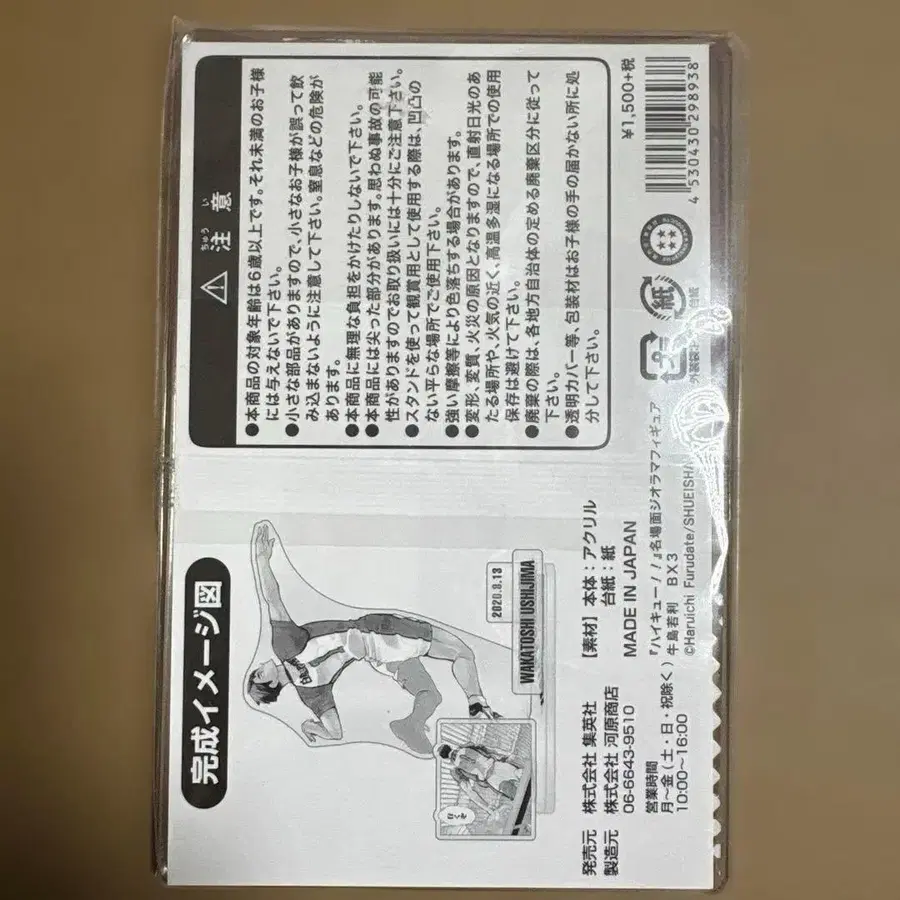 完成イメージ図
行くぞ
2020.8.13
WAKATOSHI USHIJIMA
発売元 株式会社 集英社
製造元 株式会社 河原商店
06-6643-9510
営業時間
月〜金(土・日・祝除く)
10:00〜16:00
【素材】本体:アクリル
台紙:紙
MADE IN JAPAN
『ハイキュー!!』名場面ジオラマフィギュア
牛島若利 BX3
©Haruichi Furudate/SHUEISHA
ちゅう い
注意
●本商品の対象年齢は6歳以上です。それ未満のお子様
には与えないで下さい。
●小さな部品がありますので、小さなお子様が誤って飲
み込まないように注意して下さい。窒息などの危険が
あります。
●本商品に無理な負担をかけたりしないで下さい。
●本商品には尖った部分があります。思わぬ事故の可能
性がありますのでお取り扱いには十分にご注意下さい。
●スタンドを使って観賞用として使用する際は、凹凸の
ない平らな場所でご使用下さい。
●強い摩擦等により色落ちする場合があります。
●変形、変質、火災の原因となりますので、直射日光のあ
たる場所や、火気の近く、高温多湿になる場所での使用
保存は避けて下さい。
●廃棄の際は、各地方自治体の定める廃棄区分に従って
下さい。
●透明カバー等、包装材はお子様の手の届かない所に処
分して下さい。
プラ
紙
外装袋
台紙
¥1,500+税
4 530430 298938